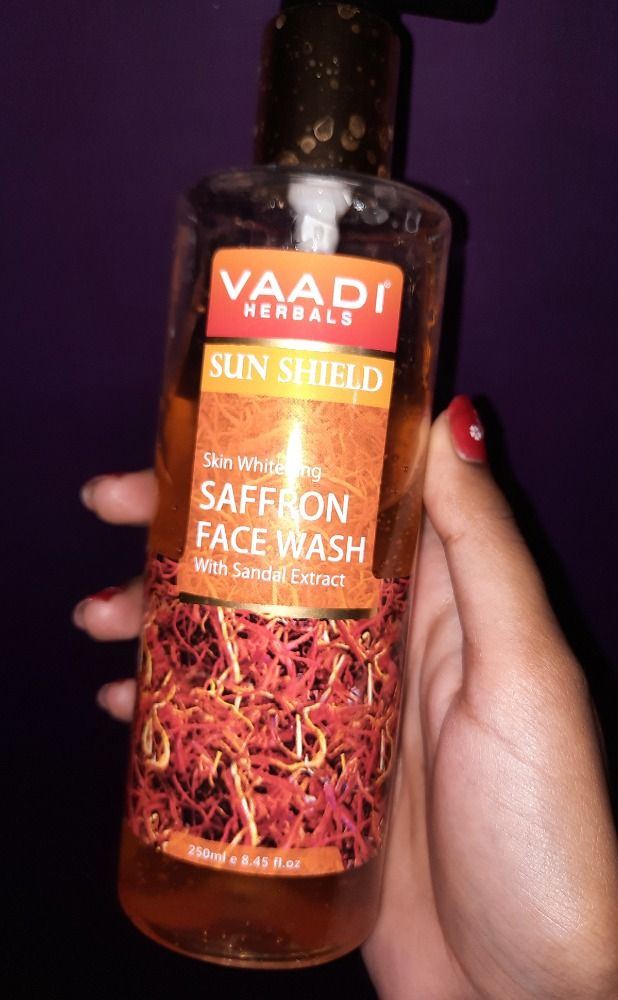 VAADI®
HERBALS
SUN SHIELD
Skin Whitening
SAFFRON
FACE WASH
With Sandal Extract
250ml e 8.45 fl.oz